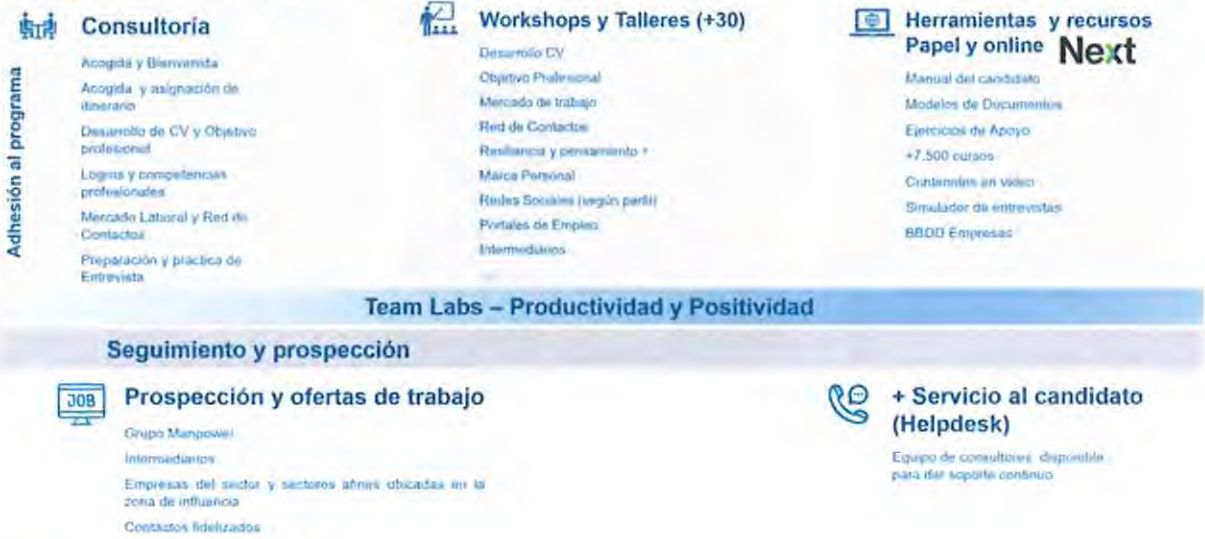 Adhesión al programa
Consultoría
Acogida y Bienvenida
Acogida y asignación de
itinerario
Desarrollo de CV y Objetivo
profesional
Logros y competencias
profesionales
Mercado Laboral y Red de
Contactos
Preparación y práctica de
Entrevista
Workshops y Talleres (+30)
Desarrollo CV
Objetivo Profesional
Mercado de trabajo
Red de Contactos
Resiliencia y pensamiento +
Marca Personal
Redes Sociales (según perfil)
Portales de Empleo
Intermediarios
...
Herramientas y recursos
Papel y online Next
Manual del candidato
Modelos de Documentos
Ejercicios de Apoyo
+7.500 cursos
Contenidos en video
Simulador de entrevistas
BBDD Empresas
Team Labs – Productividad y Positividad
Seguimiento y prospección
JOB
Prospección y ofertas de trabajo
Grupo Manpower
Intermediarios
Empresas del sector y sectores afines ubicadas en la
zona de influencia
Contactos fidelizados
+ Servicio al candidato
(Helpdesk)
Equipo de consultores disponible
para dar soporte continuo